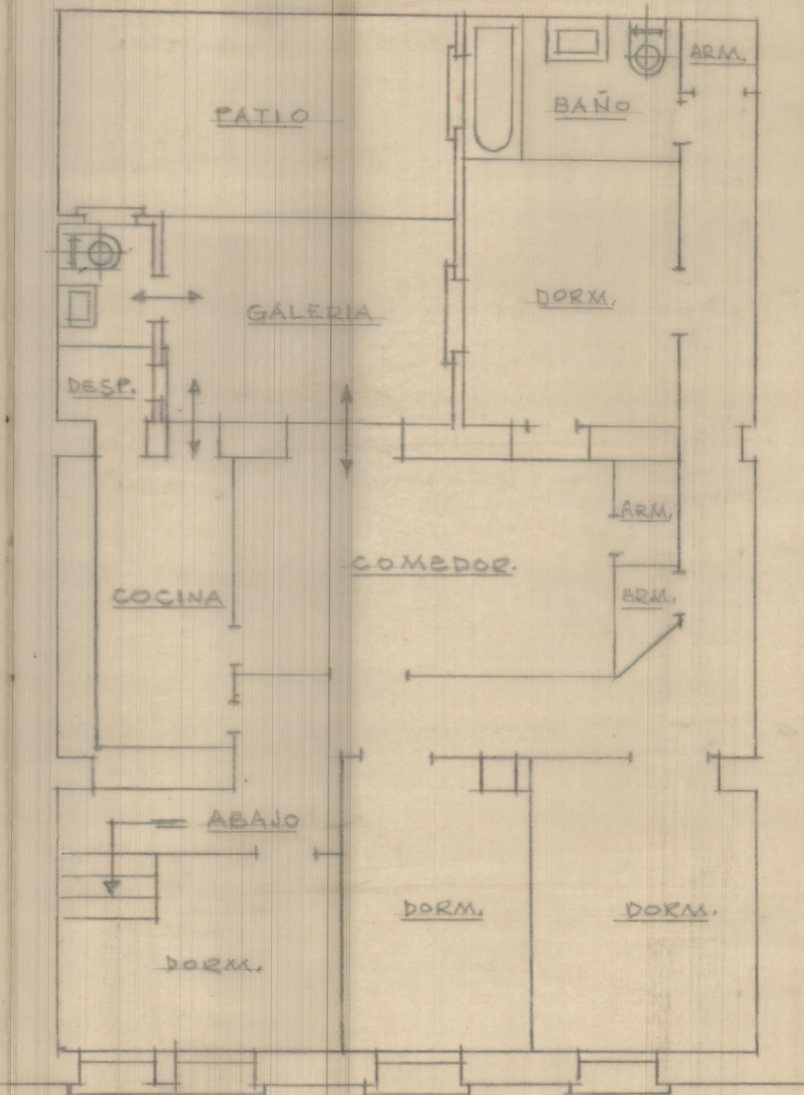 PATIO
BAÑO
ARM.
GALERIA
DORM.
DESP.
ARM.
COMEDOR.
COCINA
ARM.
ABAJO
DORM.
DORM.
DORM.